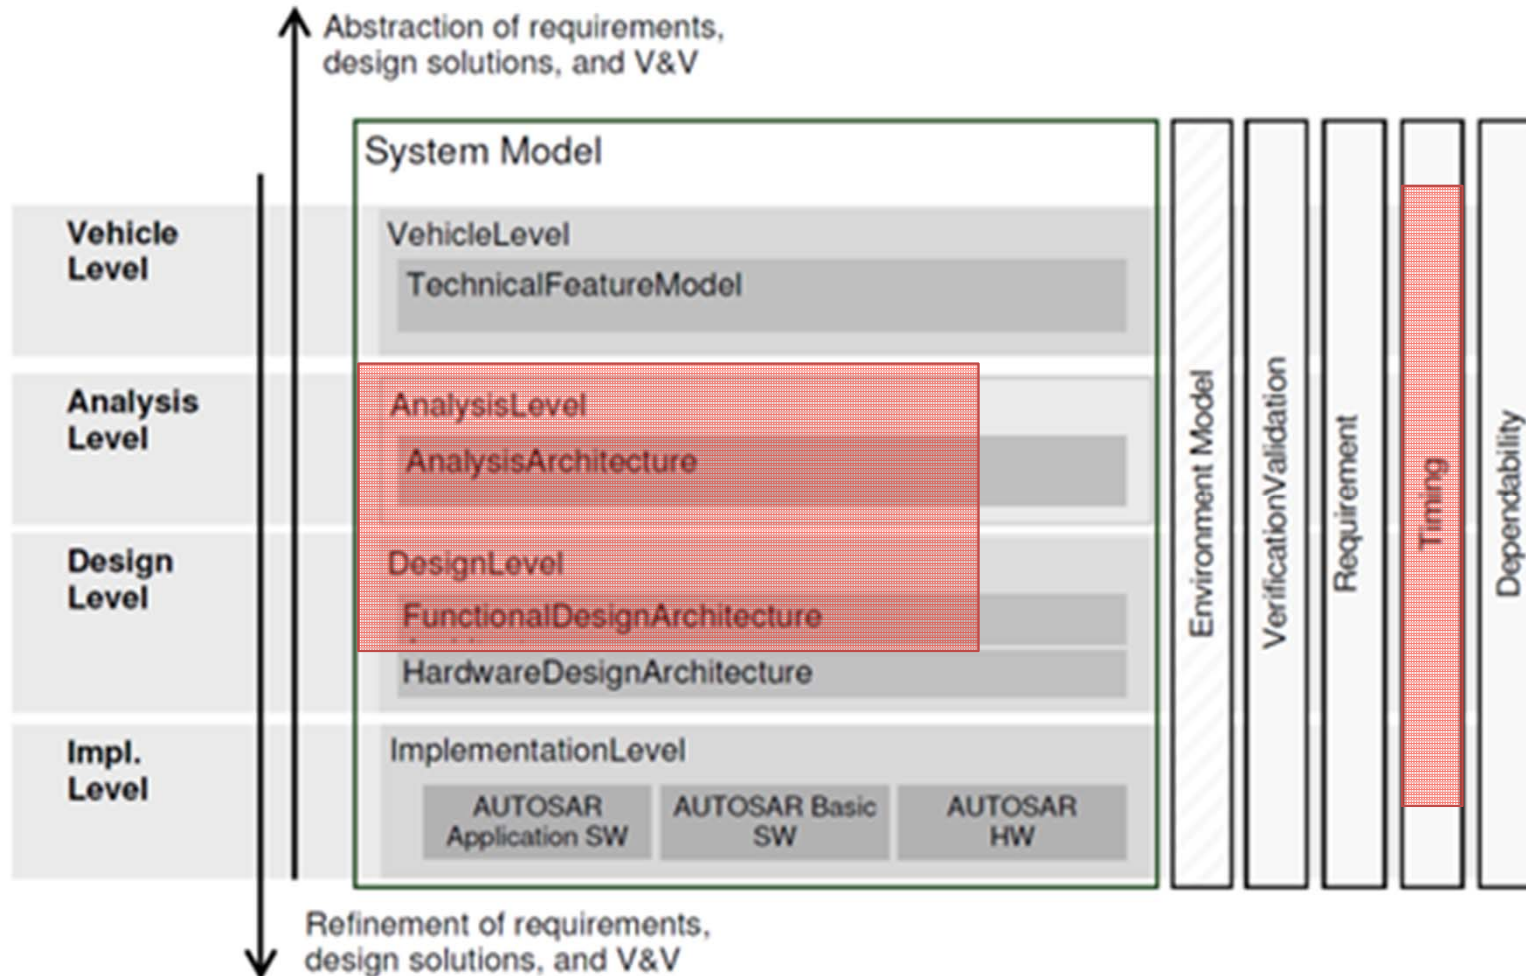 Abstraction of requirements,
design solutions, and V&V
System Model
Vehicle
Level
VehicleLevel
TechnicalFeatureModel
Analysis
Level
AnalysisLevel
AnalysisArchitecture
Design
Level
DesignLevel
FunctionalDesignArchitecture
HardwareDesignArchitecture
Impl.
Level
ImplementationLevel
AUTOSAR
Application SW
AUTOSAR Basic
SW
AUTOSAR
HW
Environment Model
VerificationValidation
Requirement
Timing
Dependability
Refinement of requirements,
design solutions, and V&V